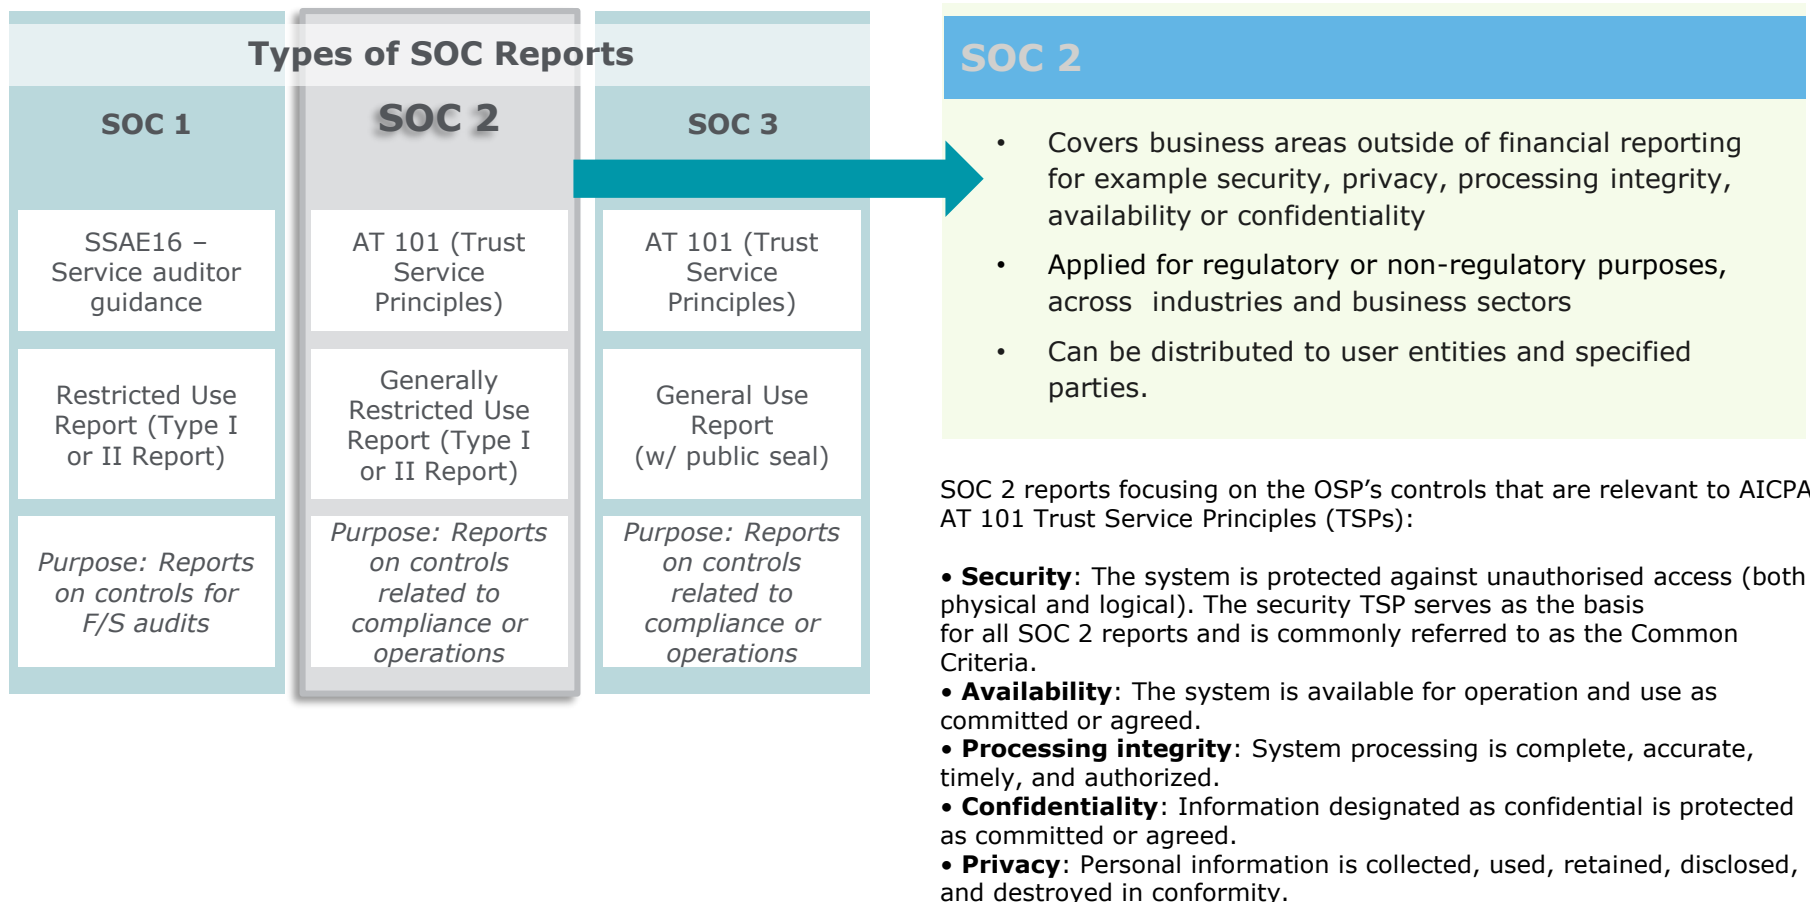 Types of SOC Reports
SOC 1
SOC 2
SOC 3
SSAE16 –
Service auditor
guidance
AT 101 (Trust
Service
Principles)
AT 101 (Trust
Service
Principles)
Restricted Use
Report (Type I
or II Report)
Generally
Restricted Use
Report (Type I
or II Report)
General Use
Report
(w/ public seal)
Purpose: Reports
on controls for
F/S audits
Purpose: Reports
on controls
related to
compliance or
operations
Purpose: Reports
on controls
related to
compliance or
operations
SOC 2
• Covers business areas outside of financial reporting
for example security, privacy, processing integrity,
availability or confidentiality
• Applied for regulatory or non-regulatory purposes,
across industries and business sectors
• Can be distributed to user entities and specified
parties.
SOC 2 reports focusing on the OSP’s controls that are relevant to AICPA
AT 101 Trust Service Principles (TSPs):
• Security: The system is protected against unauthorised access (both
physical and logical). The security TSP serves as the basis
for all SOC 2 reports and is commonly referred to as the Common
Criteria.
• Availability: The system is available for operation and use as
committed or agreed.
• Processing integrity: System processing is complete, accurate,
timely, and authorized.
• Confidentiality: Information designated as confidential is protected
as committed or agreed.
• Privacy: Personal information is collected, used, retained, disclosed,
and destroyed in conformity.